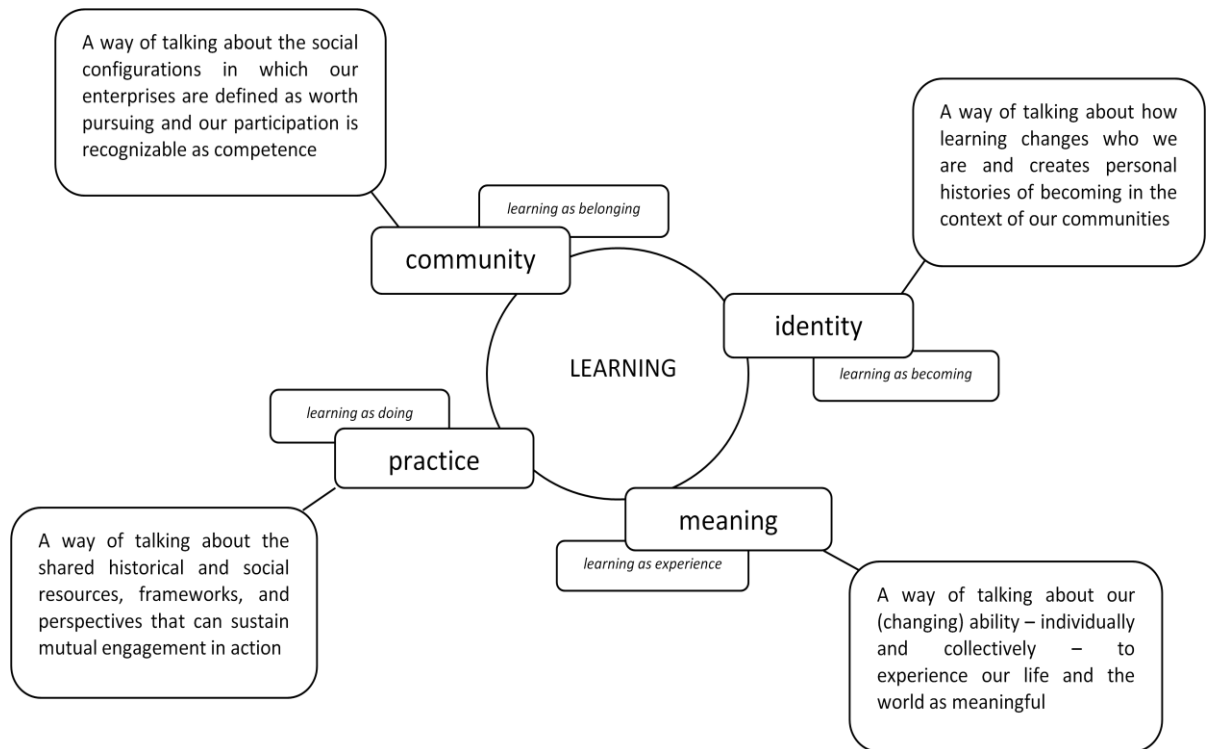 A way of talking about the social
configurations in which our
enterprises are defined as worth
pursuing and our participation is
recognizable as competence
A way of talking about how
learning changes who we
are and creates personal
histories of becoming in the
context of our communities
learning as belonging
community
identity
learning as becoming
LEARNING
learning as doing
practice
meaning
learning as experience
A way of talking about the
shared historical and social
resources, frameworks, and
perspectives that can sustain
mutual engagement in action
A way of talking about our
(changing) ability – individually
and collectively – to
experience our life and the
world as meaningful